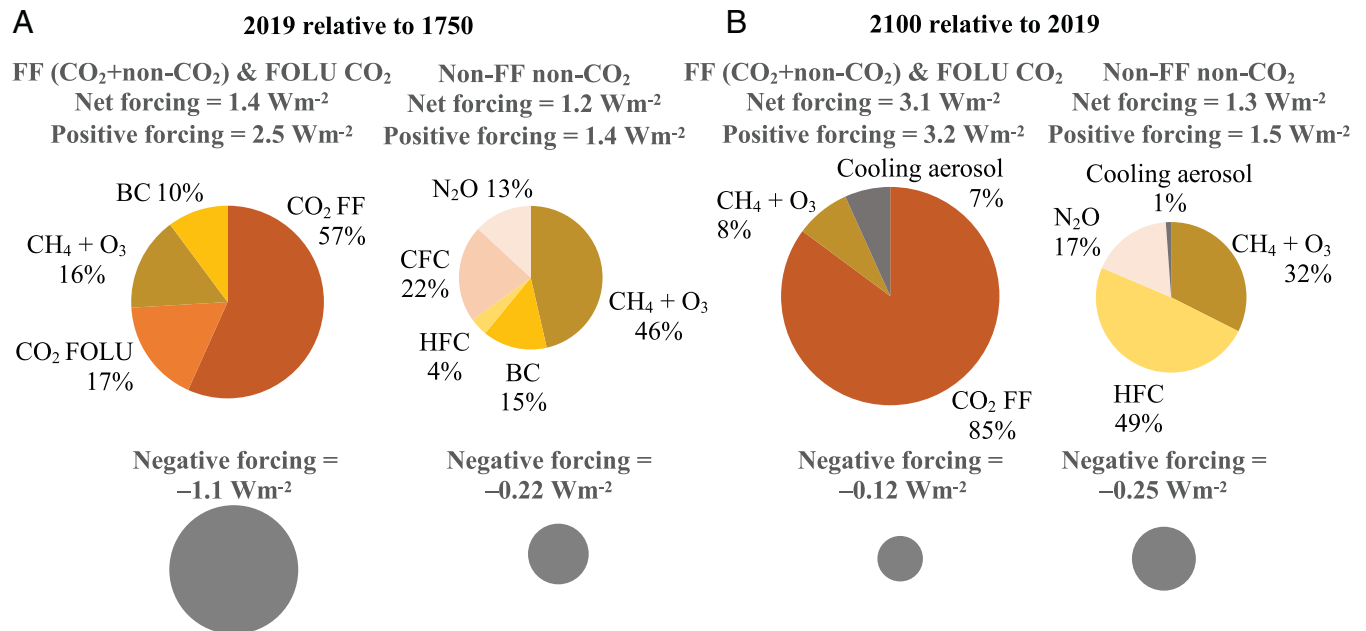 A
2019 relative to 1750
FF (CO₂+non-CO₂) & FOLU CO₂
Net forcing = 1.4 Wm⁻²
Positive forcing = 2.5 Wm⁻²
BC 10%
CO₂ FF
57%
CH₄ + O₃
16%
CO₂ FOLU
17%
Negative forcing =
−1.1 Wm⁻²
Non-FF non-CO₂
Net forcing = 1.2 Wm⁻²
Positive forcing = 1.4 Wm⁻²
N₂O 13%
CFC
22%
CH₄ + O₃
46%
HFC
4%
BC
15%
Negative forcing =
−0.22 Wm⁻²
B
2100 relative to 2019
FF (CO₂+non-CO₂) & FOLU CO₂
Net forcing = 3.1 Wm⁻²
Positive forcing = 3.2 Wm⁻²
Cooling aerosol
7%
CH₄ + O₃
8%
CO₂ FF
85%
Negative forcing =
−0.12 Wm⁻²
Non-FF non-CO₂
Net forcing = 1.3 Wm⁻²
Positive forcing = 1.5 Wm⁻²
Cooling aerosol
1%
N₂O
17%
CH₄ + O₃
32%
HFC
49%
Negative forcing =
−0.25 Wm⁻²